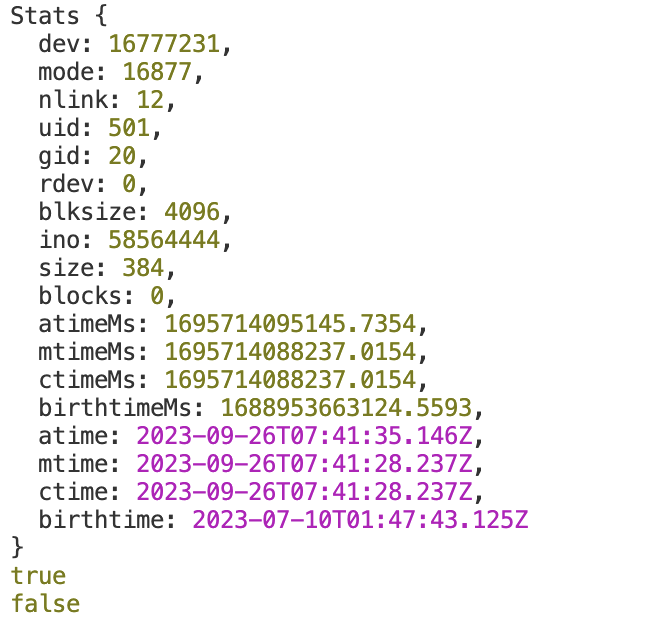 Stats {
  dev: 16777231,
  mode: 16877,
  nlink: 12,
  uid: 501,
  gid: 20,
  rdev: 0,
  blksize: 4096,
  ino: 58564444,
  size: 384,
  blocks: 0,
  atimeMs: 1695714095145.7354,
  mtimeMs: 1695714088237.0154,
  ctimeMs: 1695714088237.0154,
  birthtimeMs: 1688953663124.5593,
  atime: 2023-09-26T07:41:35.146Z,
  mtime: 2023-09-26T07:41:28.237Z,
  ctime: 2023-09-26T07:41:28.237Z,
  birthtime: 2023-07-10T01:47:43.125Z
}
true
false